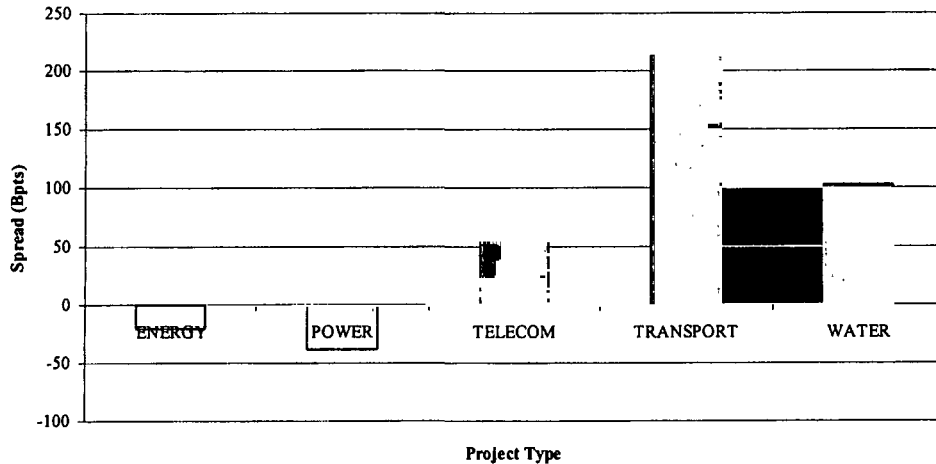 250
200
150
100
50
0
-50
-100
Spread (Bpts)
ENERGY POWER TELECOM TRANSPORT WATER
Project Type